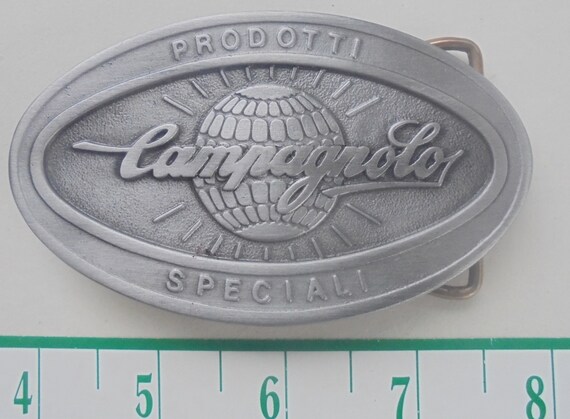 PRODOTTI
Campagnolo
SPECIALI
4 5 6 7 8